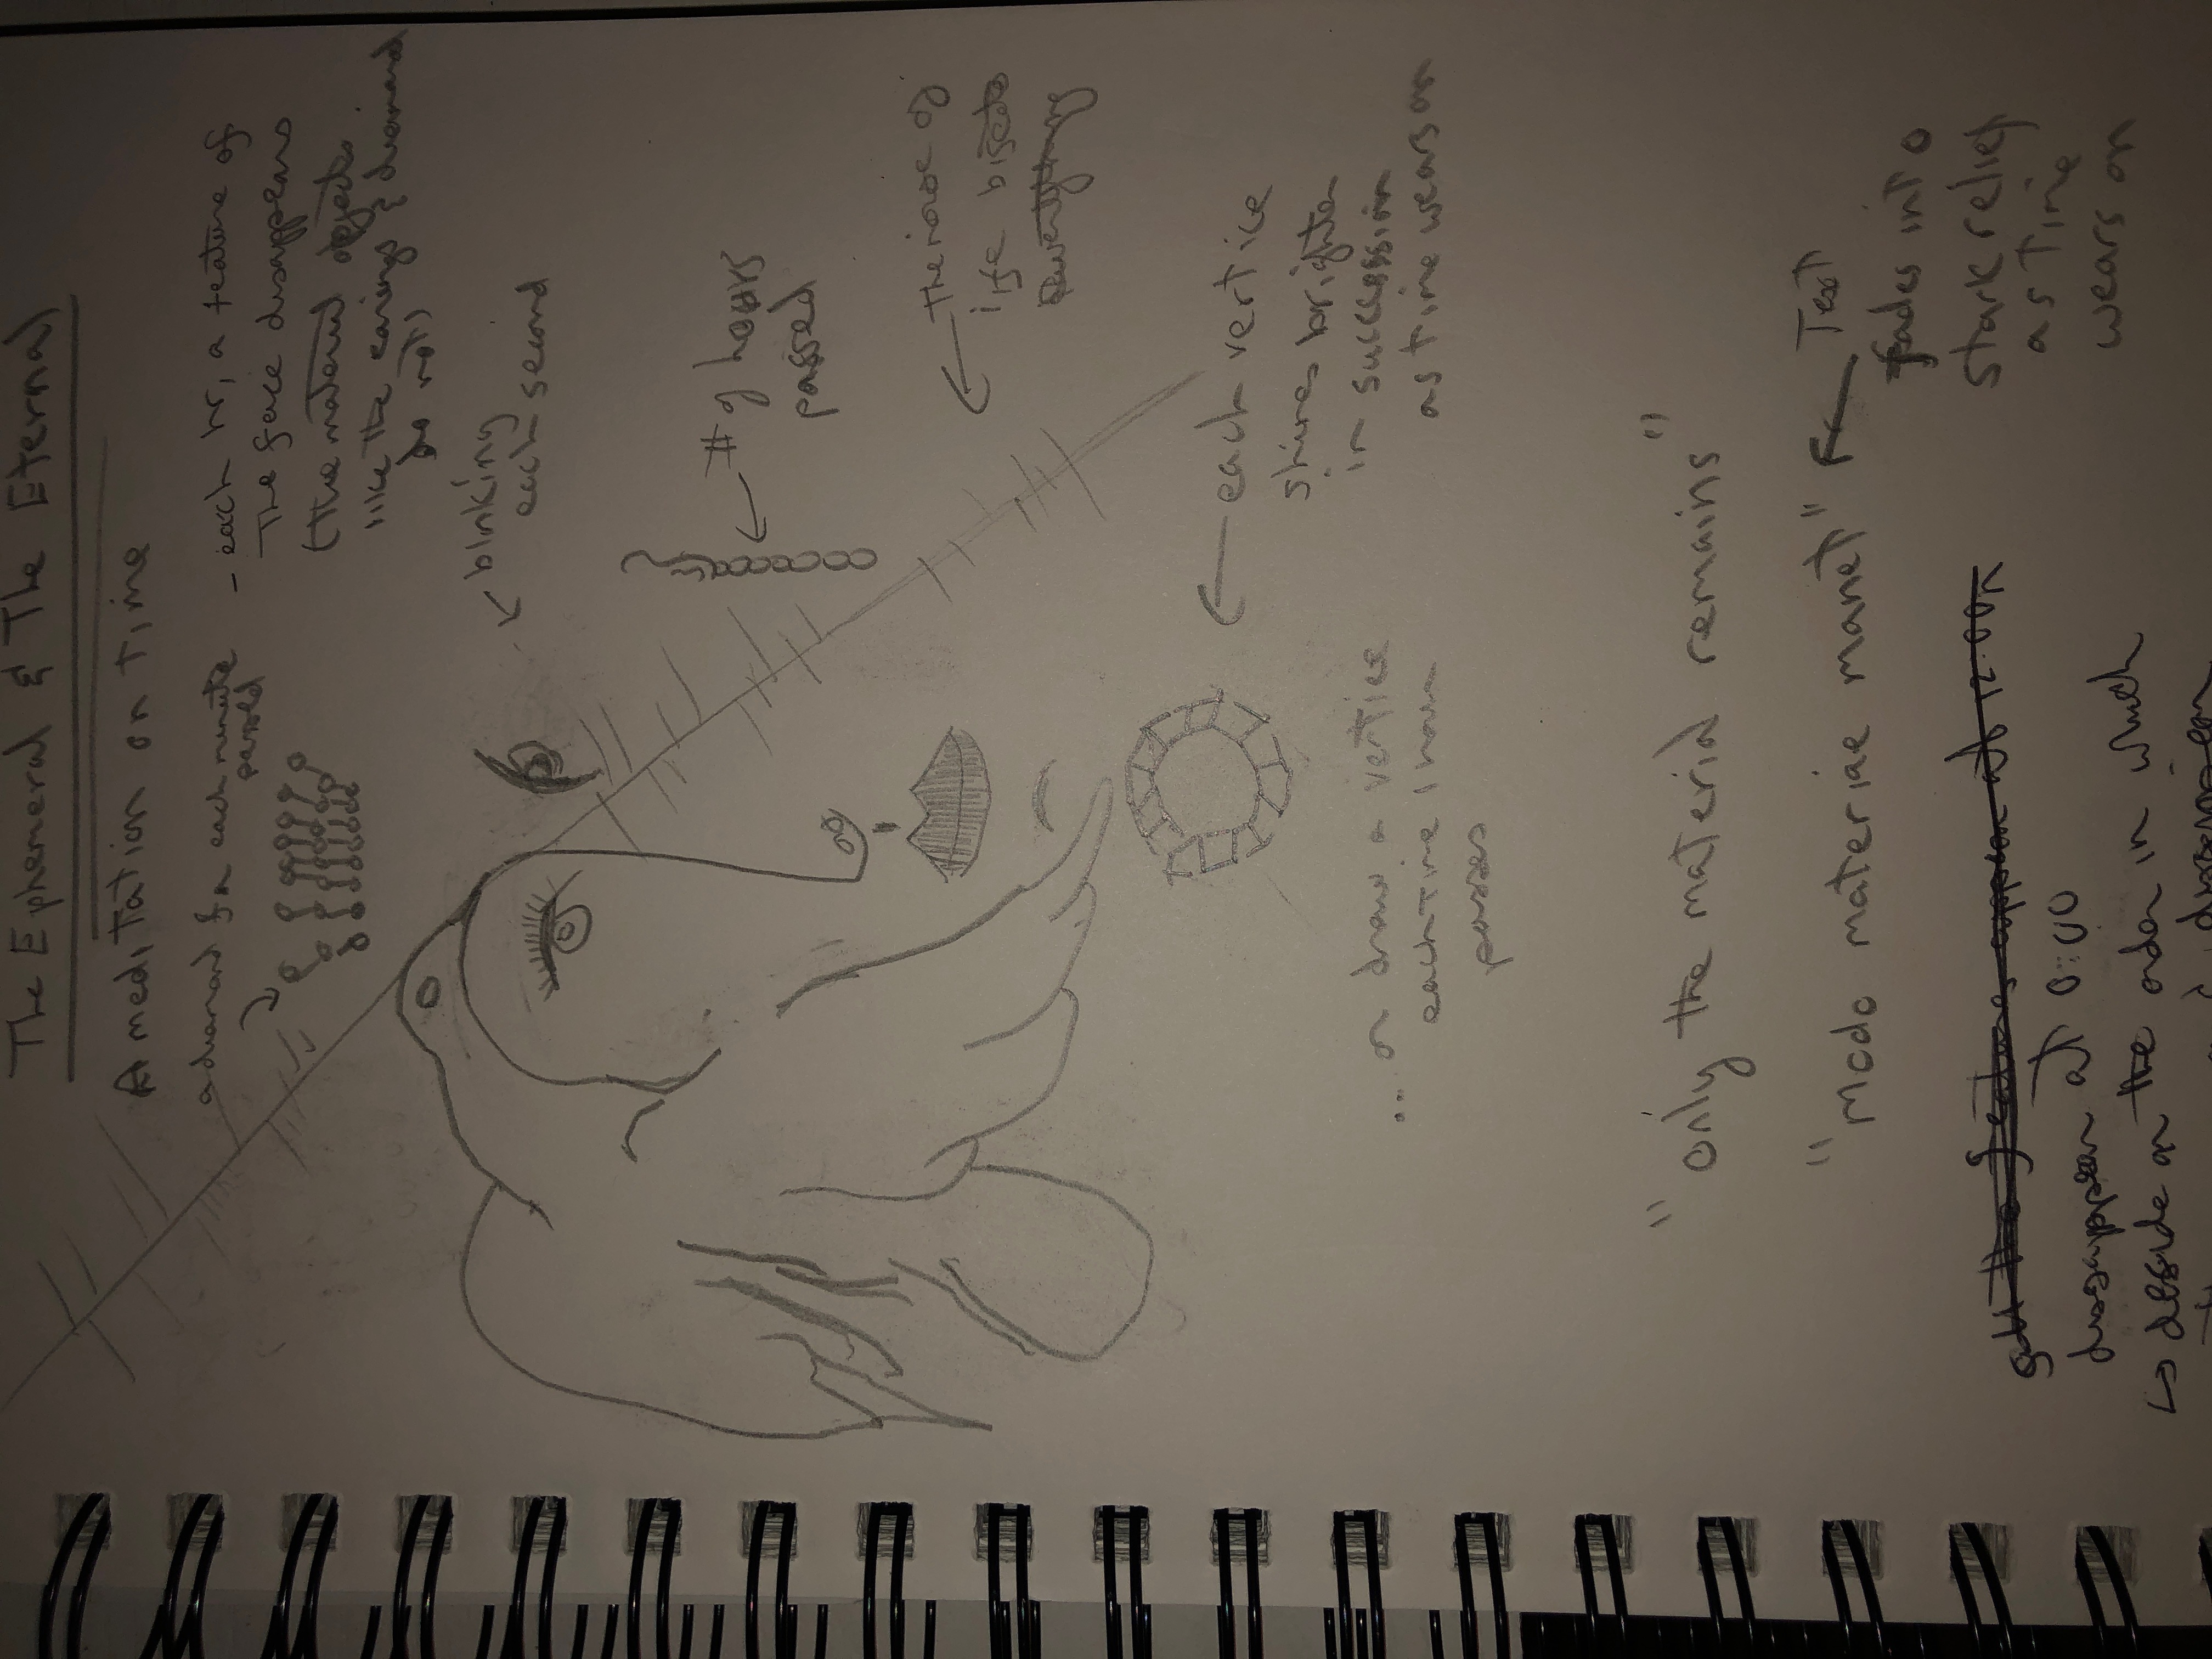 The Ephemeral & The Eternal
A meditation on time
a diamond for each minute
passed
- each hr, a feature of
the face disappears
(the material objects
like the earings & diamond
do not)
blinking
each second
# of hours
passed
the noise of
life bisects
everything
each vertice
shines brighter
in succession
as time wears on
.. or draw a vertice
each time 1 hour
passes
"only the material remains"
"Modo materiae manet"
Text
fades into
stark relief
as time
wears on
all the features appear at 12:00
disappear at 0:00
↳ deside on the order in which
disappear